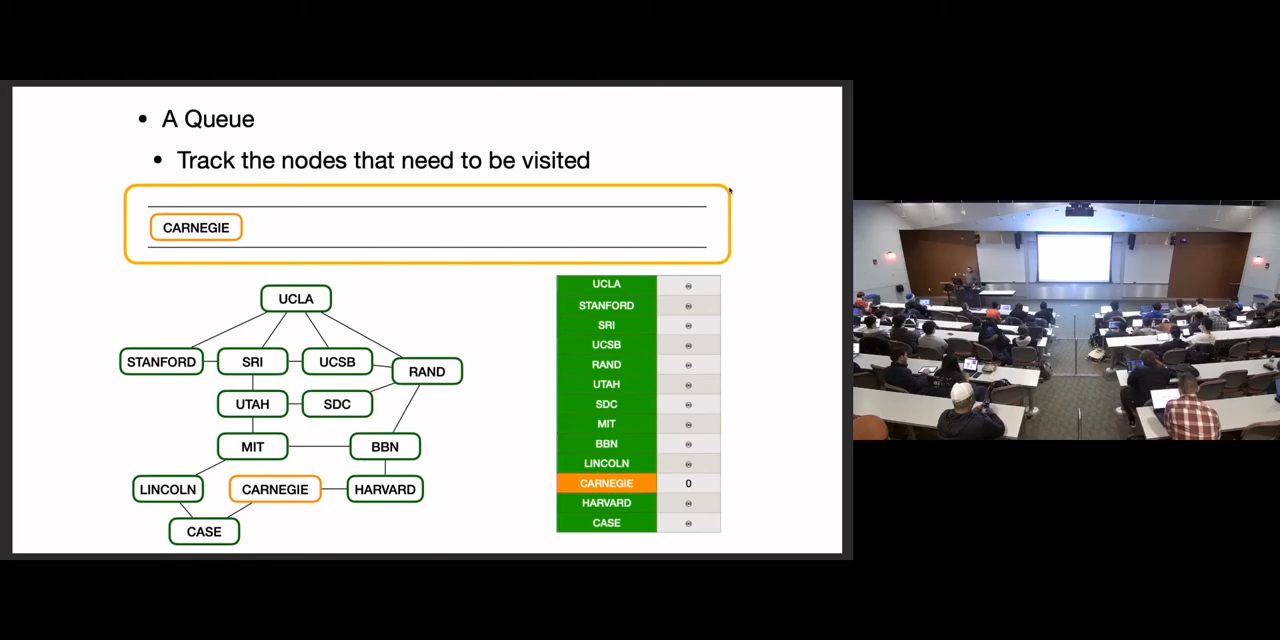 • A Queue
• Track the nodes that need to be visited
CARNEGIE
UCLA
STANFORD SRI UCSB RAND
UTAH SDC
MIT BBN
LINCOLN CARNEGIE HARVARD
CASE
UCLA ∞
STANFORD ∞
SRI ∞
UCSB ∞
RAND ∞
UTAH ∞
SDC ∞
MIT ∞
BBN ∞
LINCOLN ∞
CARNEGIE 0
HARVARD ∞
CASE ∞